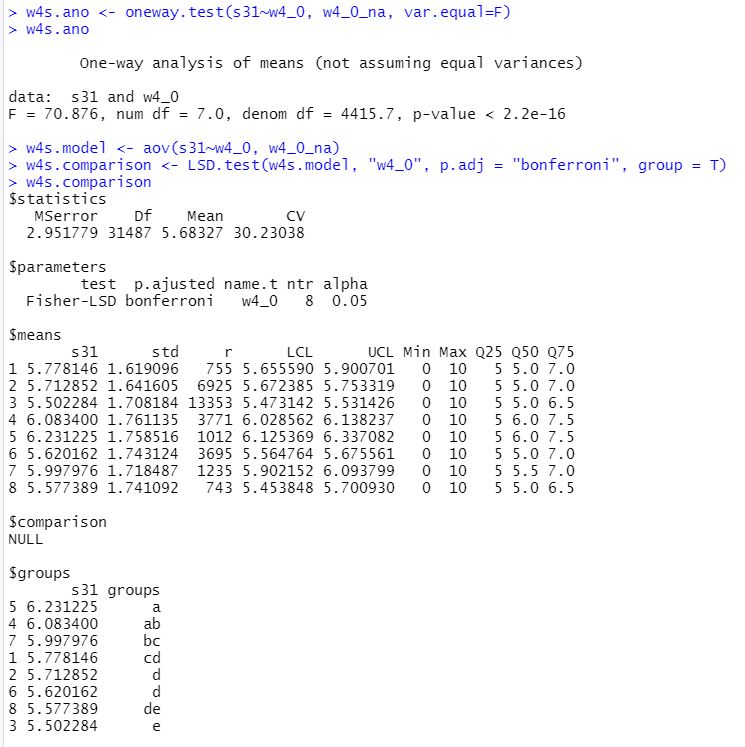 > w4s.ano <- oneway.test(s31~w4_0, w4_0_na, var.equal=F)
> w4s.ano
One-way analysis of means (not assuming equal variances)
data:  s31 and w4_0
F = 70.876, num df = 7.0, denom df = 4415.7, p-value < 2.2e-16
> w4s.model <- aov(s31~w4_0, w4_0_na)
> w4s.comparison <- LSD.test(w4s.model, "w4_0", p.adj = "bonferroni", group = T)
> w4s.comparison
$statistics
MSerror    Df    Mean       CV
2.951779 31487 5.68327 30.23038
$parameters
test  p.ajusted name.t ntr alpha
Fisher-LSD bonferroni   w4_0   8  0.05
$means
s31      std     r      LCL      UCL Min Max Q25 Q50 Q75
1 5.778146 1.619096   755 5.655590 5.900701   0  10   5 5.0 7.0
2 5.712852 1.641605  6925 5.672385 5.753319   0  10   5 5.0 7.0
3 5.502284 1.708184 13353 5.473142 5.531426   0  10   5 5.0 6.5
4 6.083400 1.761135  3771 6.028562 6.138237   0  10   5 6.0 7.5
5 6.231225 1.758516  1012 6.125369 6.337082   0  10   5 6.0 7.5
6 5.620162 1.743124  3695 5.564764 5.675561   0  10   5 5.0 7.0
7 5.997976 1.718487  1235 5.902152 6.093799   0  10   5 5.5 7.0
8 5.577389 1.741092   743 5.453848 5.700930   0  10   5 5.0 6.5
$comparison
NULL
$groups
s31 groups
5 6.231225      a
4 6.083400     ab
7 5.997976     bc
1 5.778146     cd
2 5.712852      d
6 5.620162      d
8 5.577389     de
3 5.502284      e